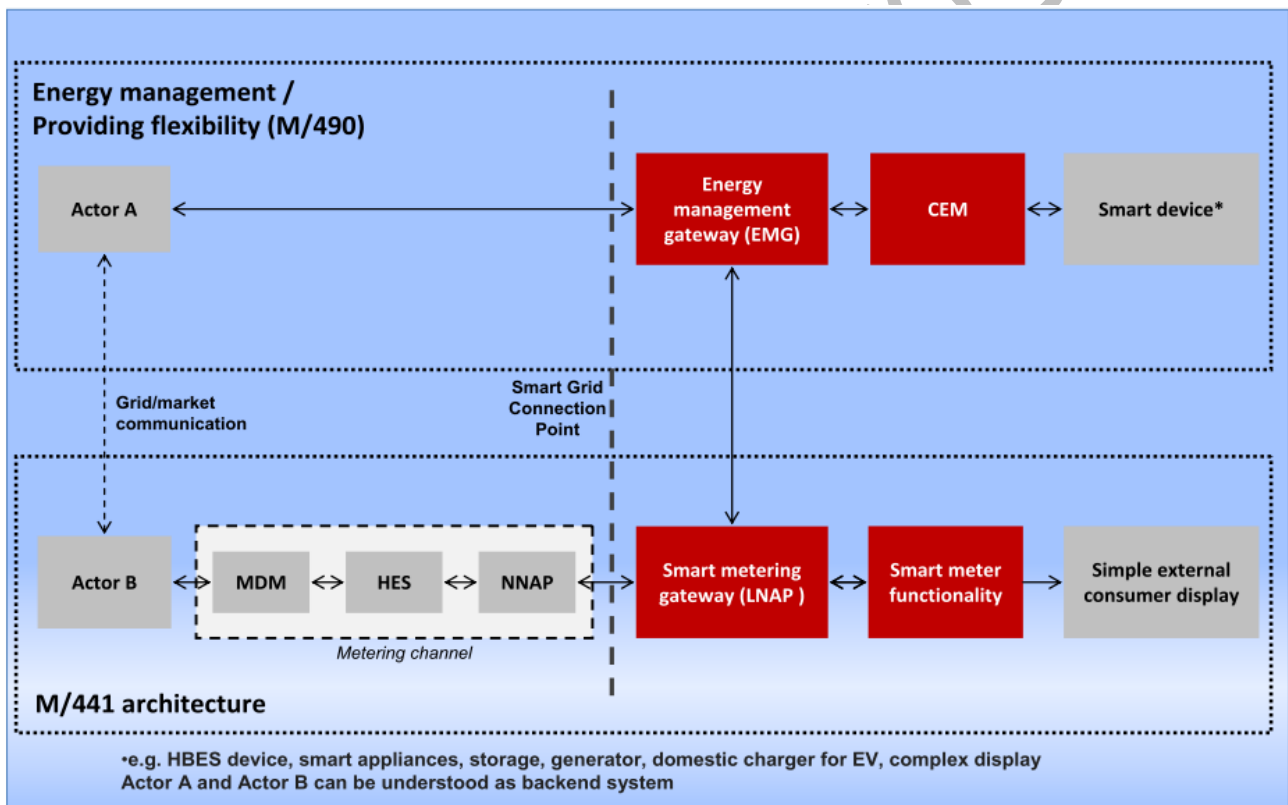 Energy management /
Providing flexibility (M/490)
Actor A
Energy
management
gateway (EMG)
CEM
Smart device*
Grid/market
communication
Smart Grid
Connection
Point
Actor B
MDM
HES
NNAP
Smart metering
gateway (LNAP )
Smart meter
functionality
Simple external
consumer display
Metering channel
M/441 architecture
•e.g. HBES device, smart appliances, storage, generator, domestic charger for EV, complex display
Actor A and Actor B can be understood as backend system